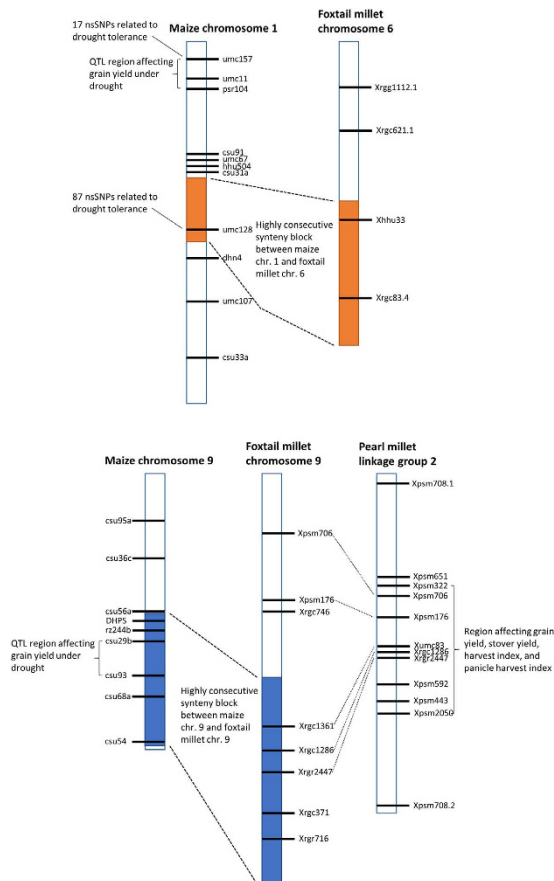 Maize chromosome 1
Foxtail millet
chromosome 6
17 nsSNPs related to
drought tolerance
QTL region affecting
grain yield under
drought
umc157
umc11
psr104
csu91
umc67
hhu504
csu31a
87 nsSNPs related to
drought tolerance
umc128
dhn4
umc107
csu33a
Highly consecutive
synteny block
between maize
chr. 1 and foxtail
millet chr. 6
Xrgg1112.1
Xrgc621.1
Xhhu33
Xrgc83.4
Maize chromosome 9
Foxtail millet
chromosome 9
Pearl millet
linkage group 2
csu95a
csu36c
csu56a
DHPS
rz244b
csu29b
csu93
csu68a
csu54
QTL region affecting
grain yield under
drought
Highly consecutive
synteny block
between maize
chr. 9 and foxtail
millet chr. 9
Xpsm706
Xpsm176
Xrgc746
Xrgc1361
Xrgc1286
Xrgr2447
Xrgc371
Xrgr716
Xpsm708.1
Xpsm651
Xpsm322
Xpsm706
Xpsm176
Xumc83
Xrgc1286
Xrgr2447
Xpsm592
Xpsm443
Xpsm2050
Xpsm708.2
Region affecting grain
yield, stover yield,
harvest index, and
panicle harvest index